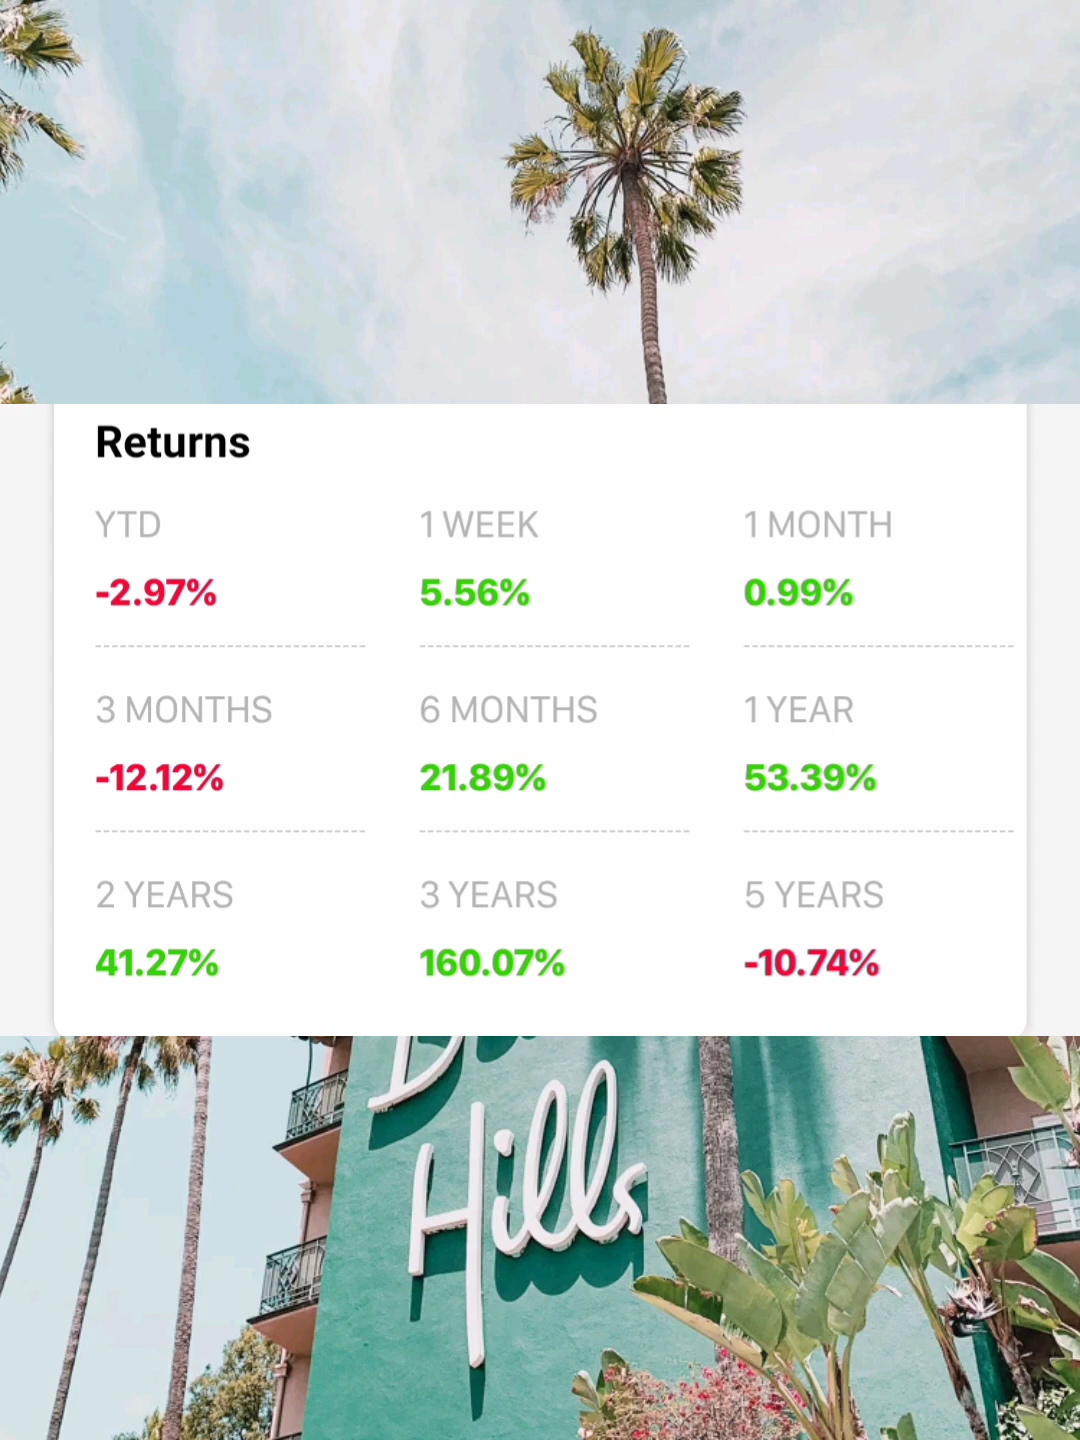 Returns
YTD 1 WEEK 1 MONTH
-2.97% 5.56% 0.99%
3 MONTHS 6 MONTHS 1 YEAR
-12.12% 21.89% 53.39%
2 YEARS 3 YEARS 5 YEARS
41.27% 160.07% -10.74%
Hills